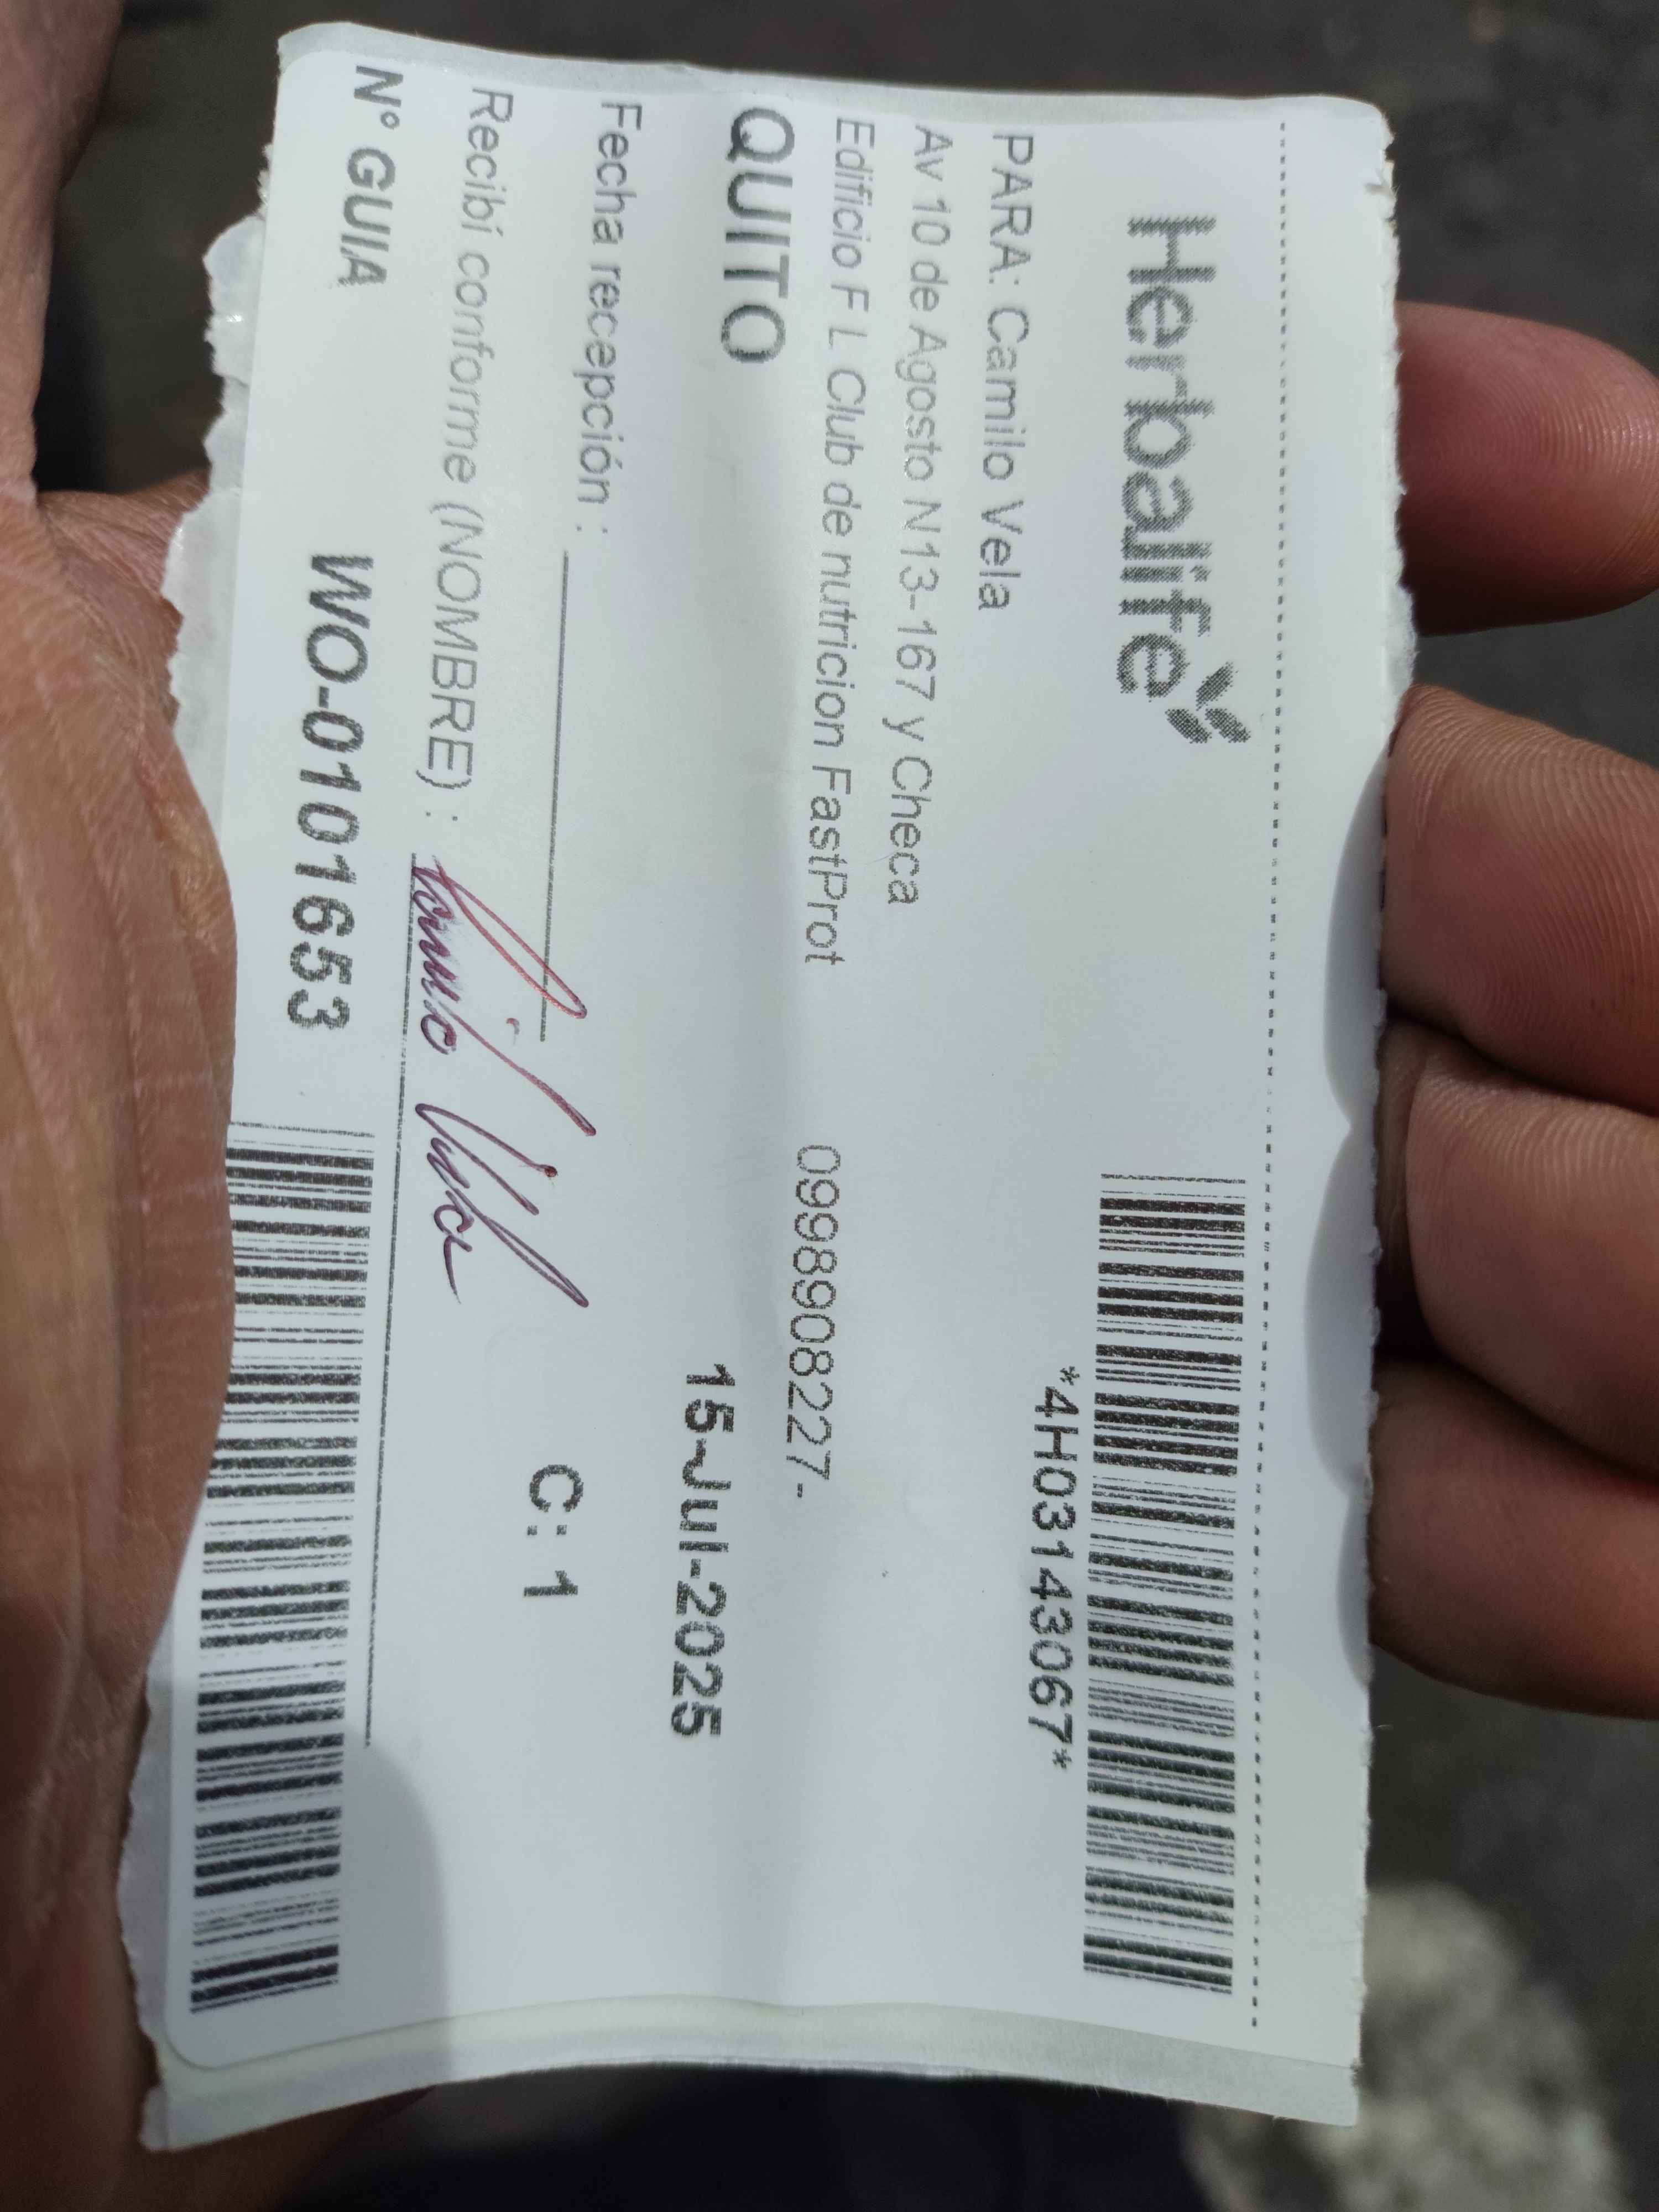 Herbalife
*4H03143067*
PARA: Camilo Vela
Av 10 de Agosto N13-167 y Checa
Edificio F L Club de nutricion FastProt 0998908227-
QUITO 15-Jul-2025
Fecha recepción :
C: 1
Recibí conforme (NOMBRE) : Camilo Vela
N° GUIA WO-0101653